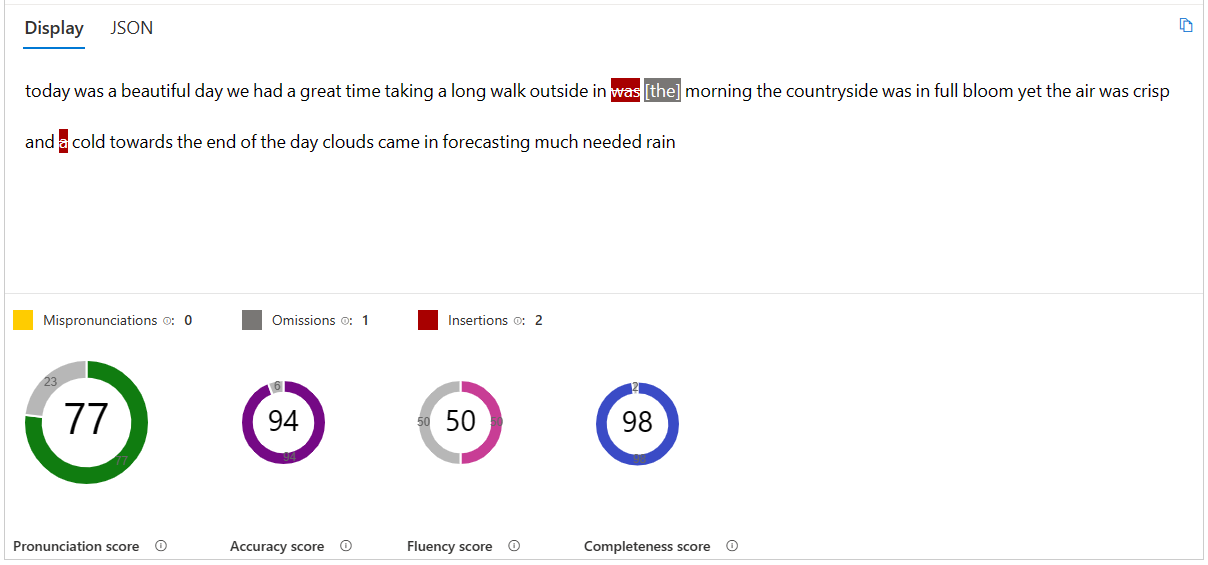 Display JSON
today was a beautiful day we had a great time taking a long walk outside in was [the] morning the countryside was in full bloom yet the air was crisp
and a cold towards the end of the day clouds came in forecasting much needed rain
Mispronunciations ⓘ: 0 Omissions ⓘ: 1 Insertions ⓘ: 2
23 77 77
6 94 94
50 50 50
2 98 98
Pronunciation score ⓘ Accuracy score ⓘ Fluency score ⓘ Completeness score ⓘ